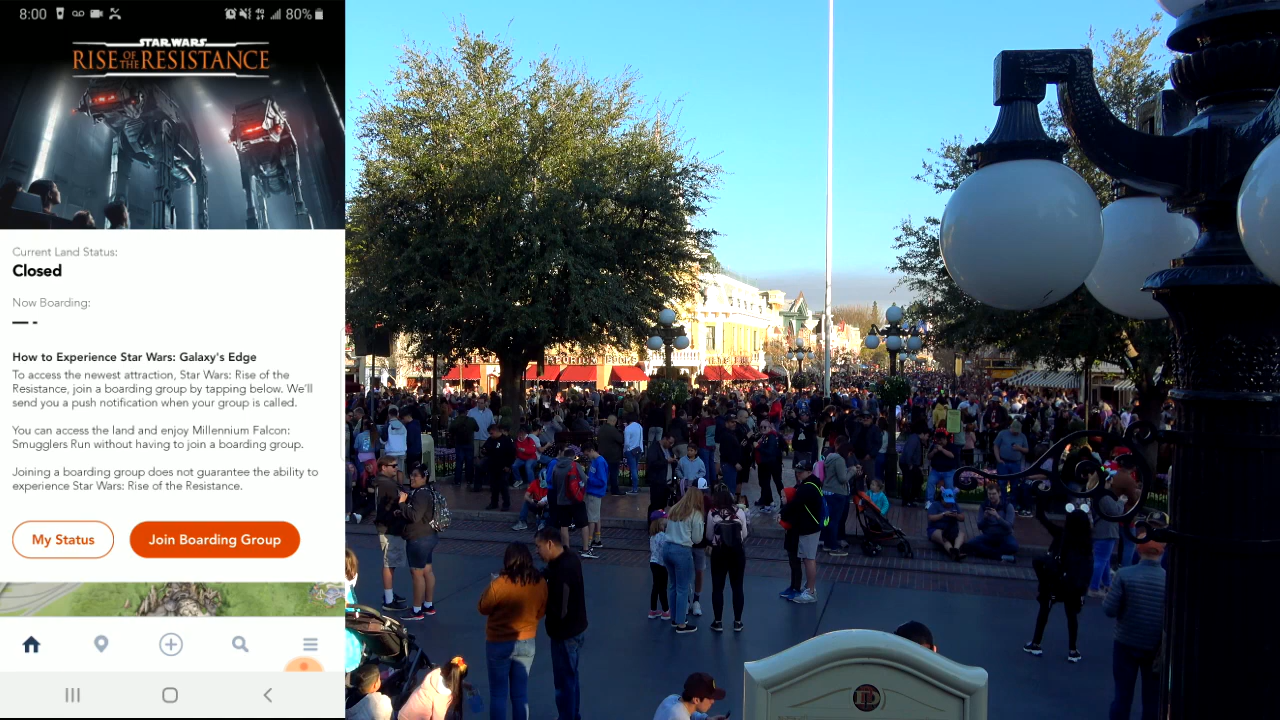 8:00
80%
STAR WARS
RISE OF THE RESISTANCE
Current Land Status:
Closed
Now Boarding:
— -
How to Experience Star Wars: Galaxy's Edge
To access the newest attraction, Star Wars: Rise of the
Resistance, join a boarding group by tapping below. We'll
send you a push notification when your group is called.
You can access the land and enjoy Millennium Falcon:
Smugglers Run without having to join a boarding group.
Joining a boarding group does not guarantee the ability to
experience Star Wars: Rise of the Resistance.
My Status
Join Boarding Group
D